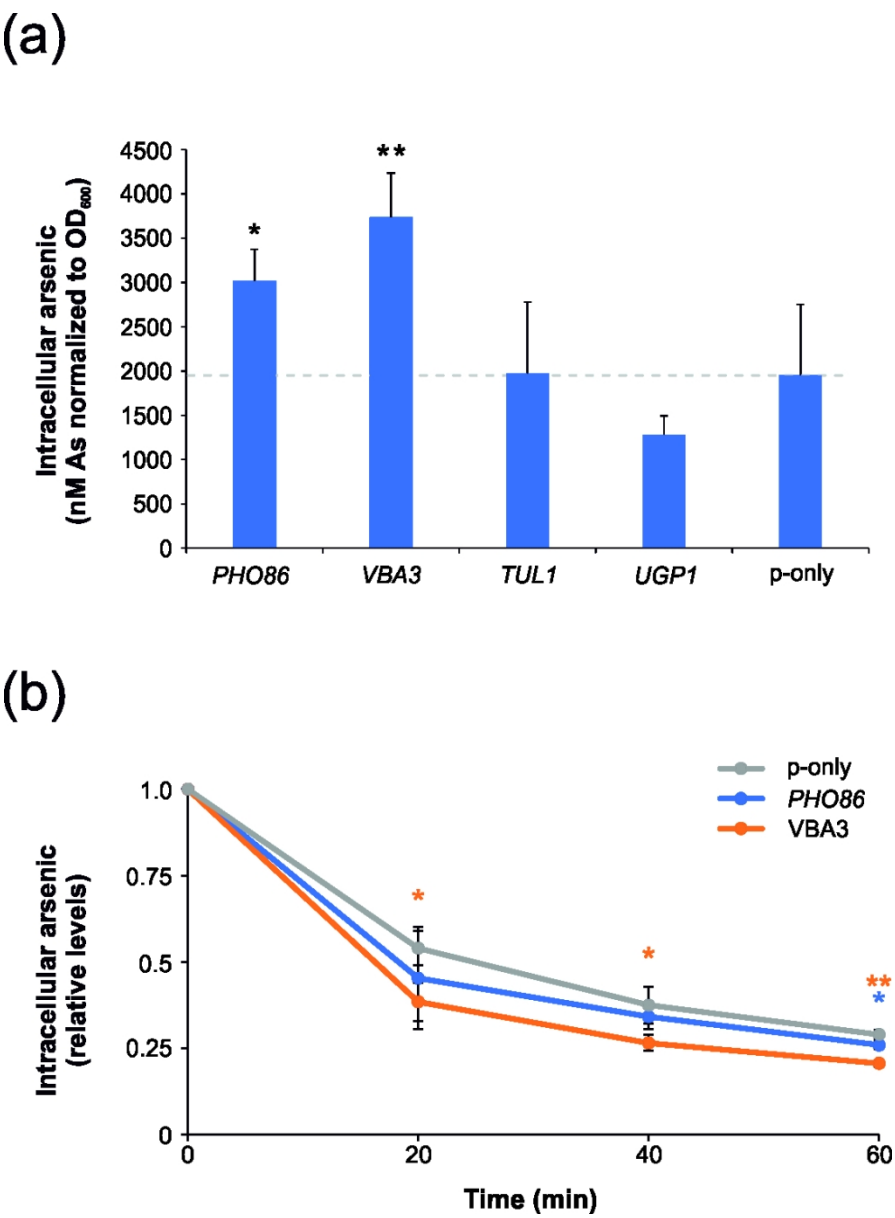 (a)
Intracellular arsenic
(nM As normalized to OD₆₀₀)
4500
4000
3500
3000
2500
2000
1500
1000
500
0
*
**
PHO86
VBA3
TUL1
UGP1
p-only
(b)
Intracellular arsenic
(relative levels)
1.0
0.75
0.5
0.25
0
p-only
PHO86
VBA3
*
*
**
*
0
20
40
60
Time (min)